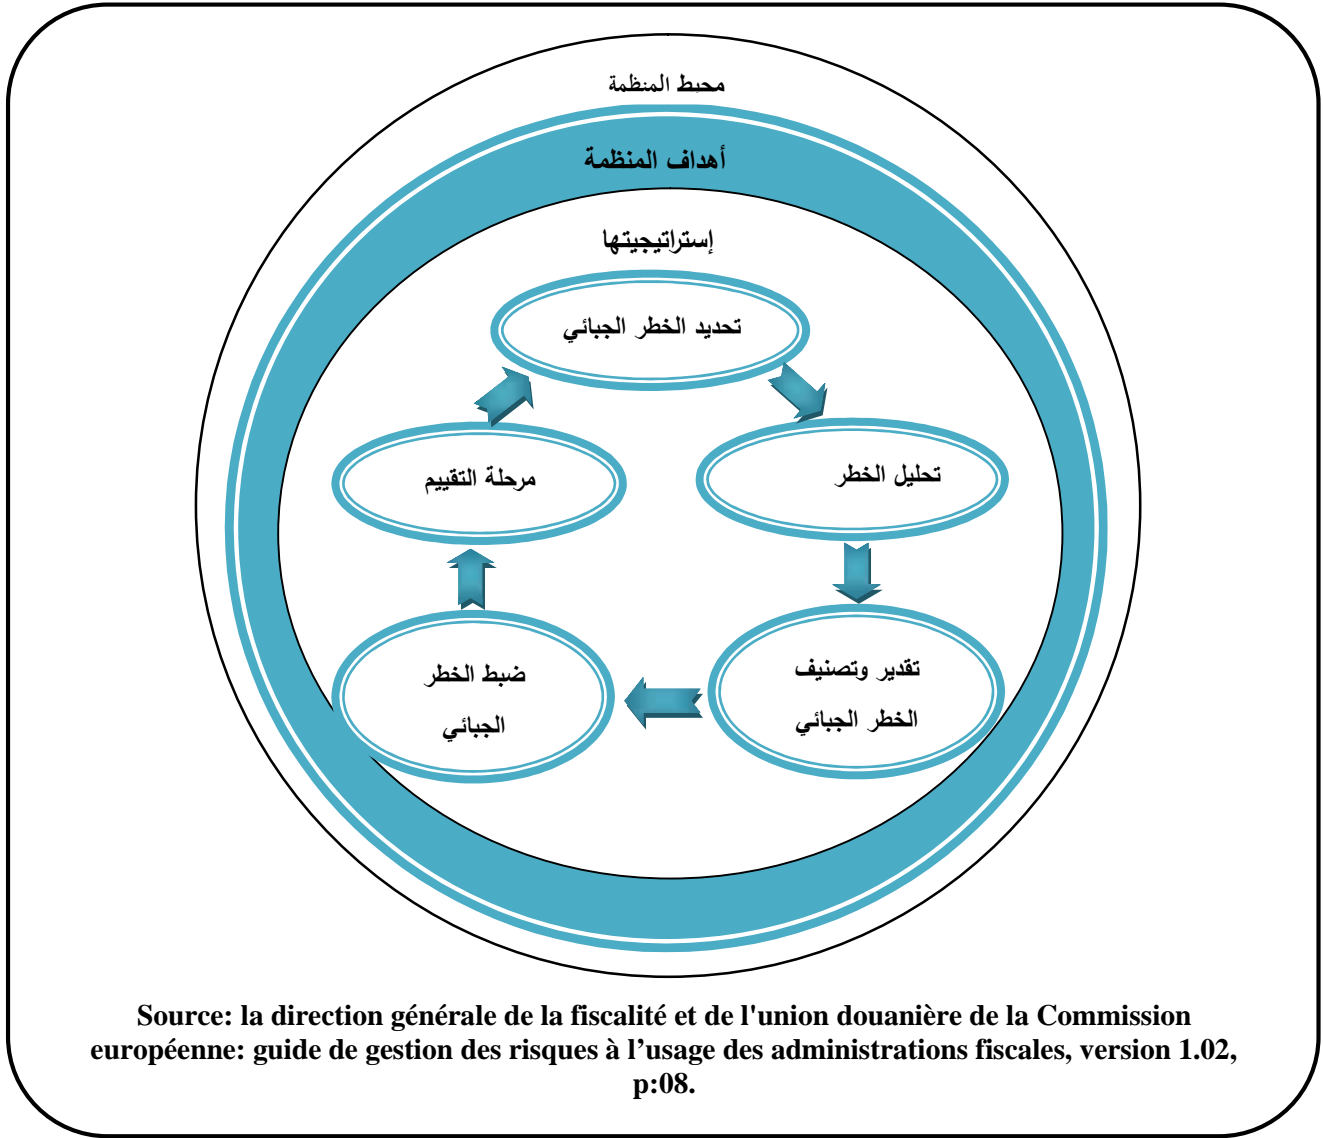 محيط المنظمة
أهداف المنظمة
إستراتيجيتها
تحديد الخطر الجبائي
تحليل الخطر
مرحلة التقييم
تقدير وتصنيف
الخطر الجبائي
ضبط الخطر
الجبائي
Source: la direction générale de la fiscalité et de l'union douanière de la Commission
européenne: guide de gestion des risques à l’usage des administrations fiscales, version 1.02,
p:08.